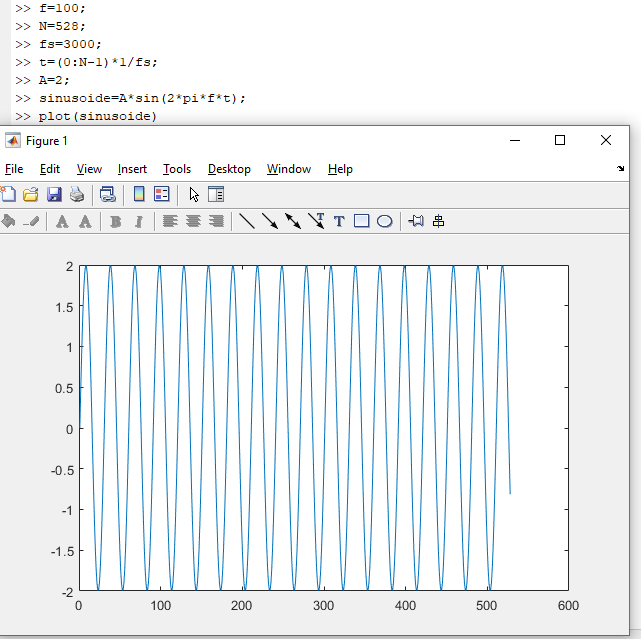 >> f=100;
>> N=528;
>> fs=3000;
>> t=(0:N-1)*1/fs;
>> A=2;
>> sinusoide=A*sin(2*pi*f*t);
>> plot(sinusoide)
Figure 1
File Edit View Insert Tools Desktop Window Help
A A B I T T
2
1.5
1
0.5
0
-0.5
-1
-1.5
-2
0 100 200 300 400 500 600